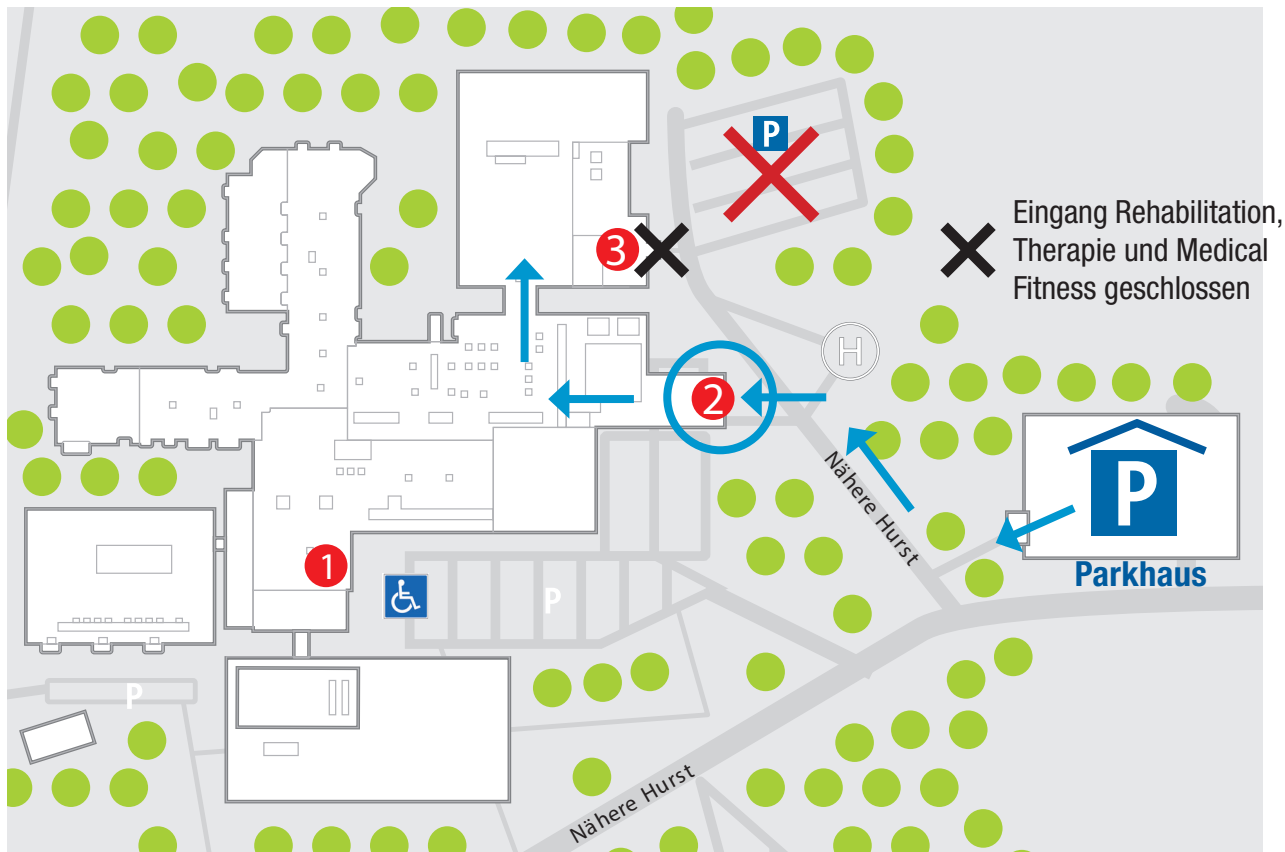 P
3
Eingang Rehabilitation,
Therapie und Medical
Fitness geschlossen
H
2
Nähere Hurst
P
Parkhaus
1
P
P
Nähere Hurst